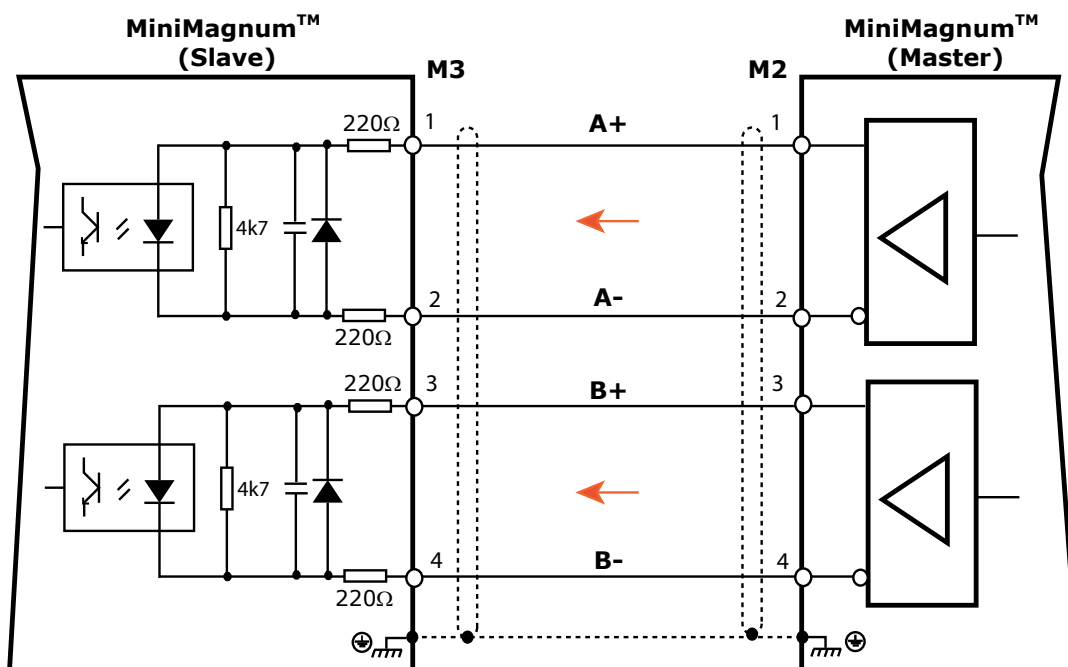 MiniMagnum™
(Slave)
MiniMagnum™
(Master)
M3
M2
220Ω
1
A+
1
4k7
2
A-
2
220Ω
220Ω
3
B+
3
4k7
4
B-
4
220Ω